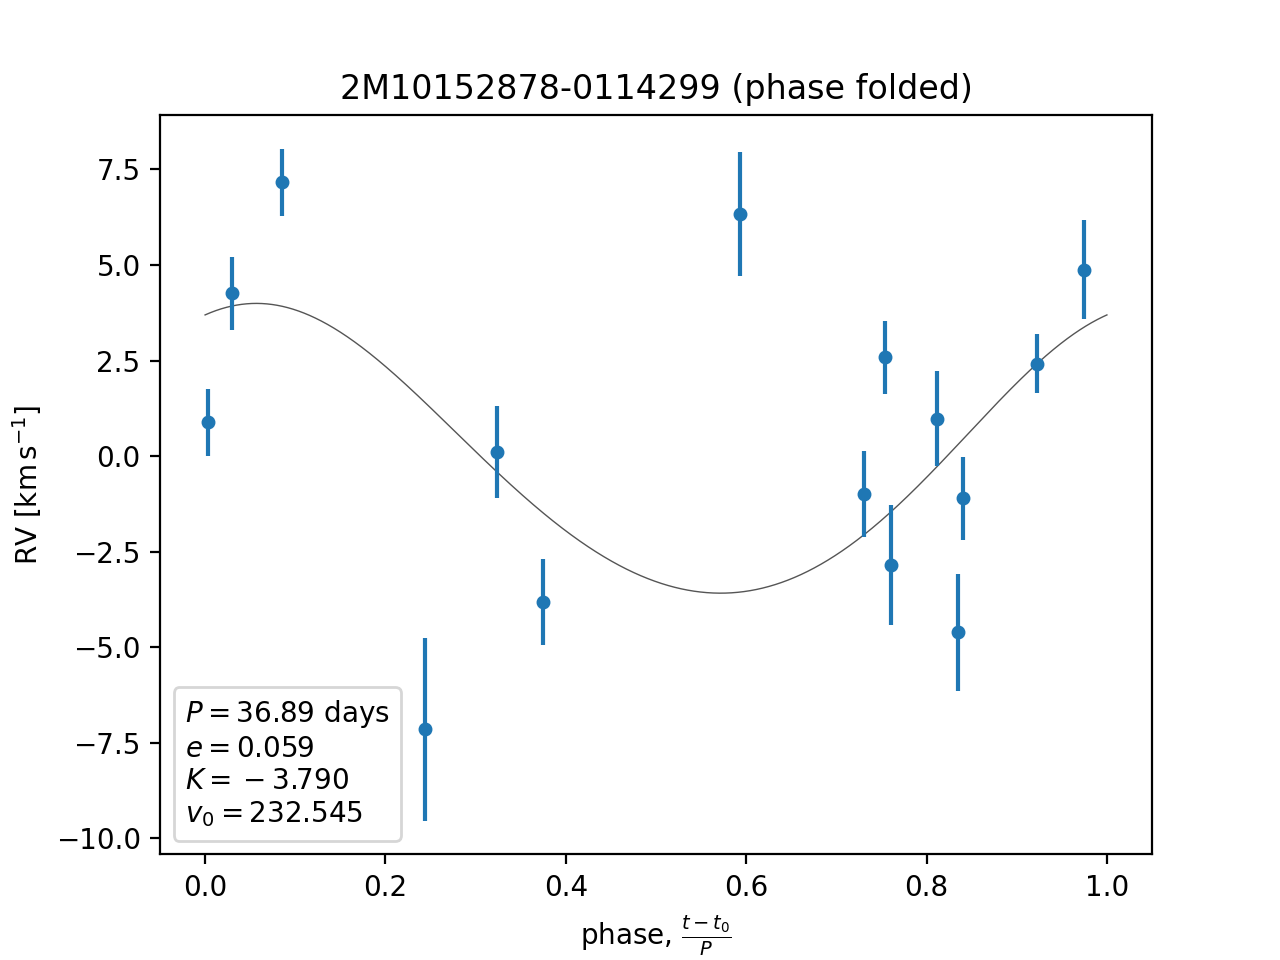 2M10152878-0114299 (phase folded)
RV [km s⁻¹]
7.5
5.0
2.5
0.0
−2.5
−5.0
−7.5
−10.0
P = 36.89 days
e = 0.059
K = −3.790
v₀ = 232.545
0.0 0.2 0.4 0.6 0.8 1.0
phase, (t − t₀)/P